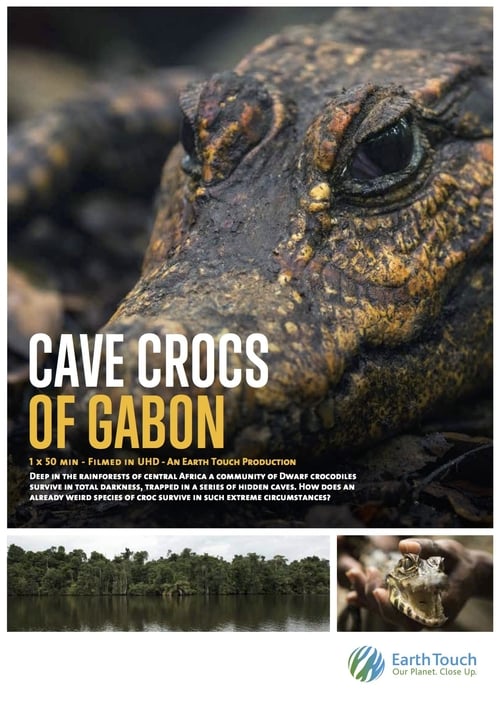 CAVE CROCS
OF GABON
1 x 50 min - Filmed in UHD - An Earth Touch Production
Deep in the rainforests of central Africa a community of Dwarf crocodiles
survive in total darkness, trapped in a series of hidden caves. How does an
already weird species of croc survive in such extreme circumstances?
Earth Touch
Our Planet. Close Up.